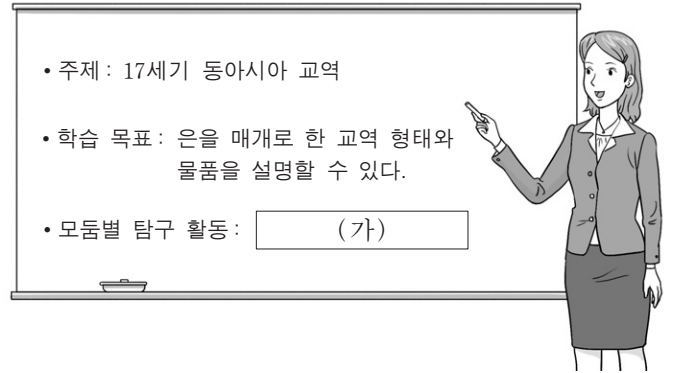 • 주제 : 17세기 동아시아 교역
• 학습 목표 : 은을 매개로 한 교역 형태와
물품을 설명할 수 있다.
• 모둠별 탐구 활동 : (가)